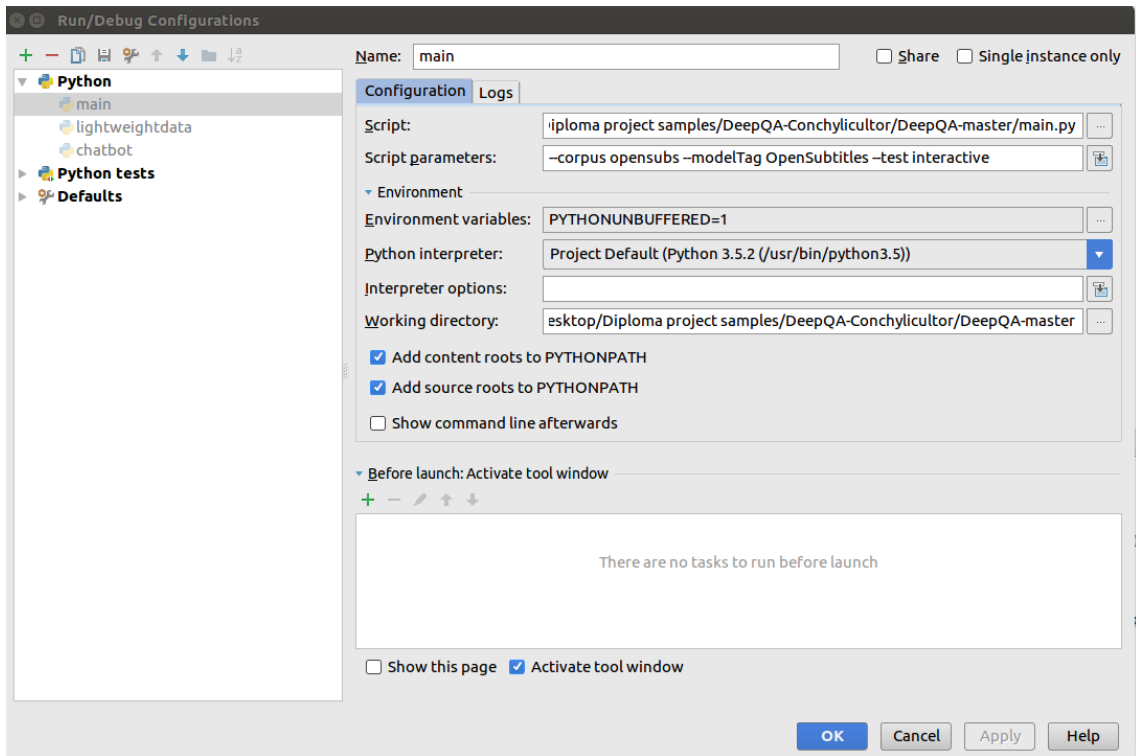 Run/Debug Configurations
Name: main Share Single instance only
Python
main
lightweightdata
chatbot
Python tests
Defaults
Configuration Logs
Script: iploma project samples/DeepQA-Conchylicultor/DeepQA-master/main.py ...
Script parameters: --corpus opensubs --modelTag OpenSubtitles --test interactive
Environment
Environment variables: PYTHONUNBUFFERED=1 ...
Python interpreter: Project Default (Python 3.5.2 (/usr/bin/python3.5))
Interpreter options:
Working directory: esktop/Diploma project samples/DeepQA-Conchylicultor/DeepQA-master ...
Add content roots to PYTHONPATH
Add source roots to PYTHONPATH
Show command line afterwards
Before launch: Activate tool window
There are no tasks to run before launch
Show this page Activate tool window
OK Cancel Apply Help